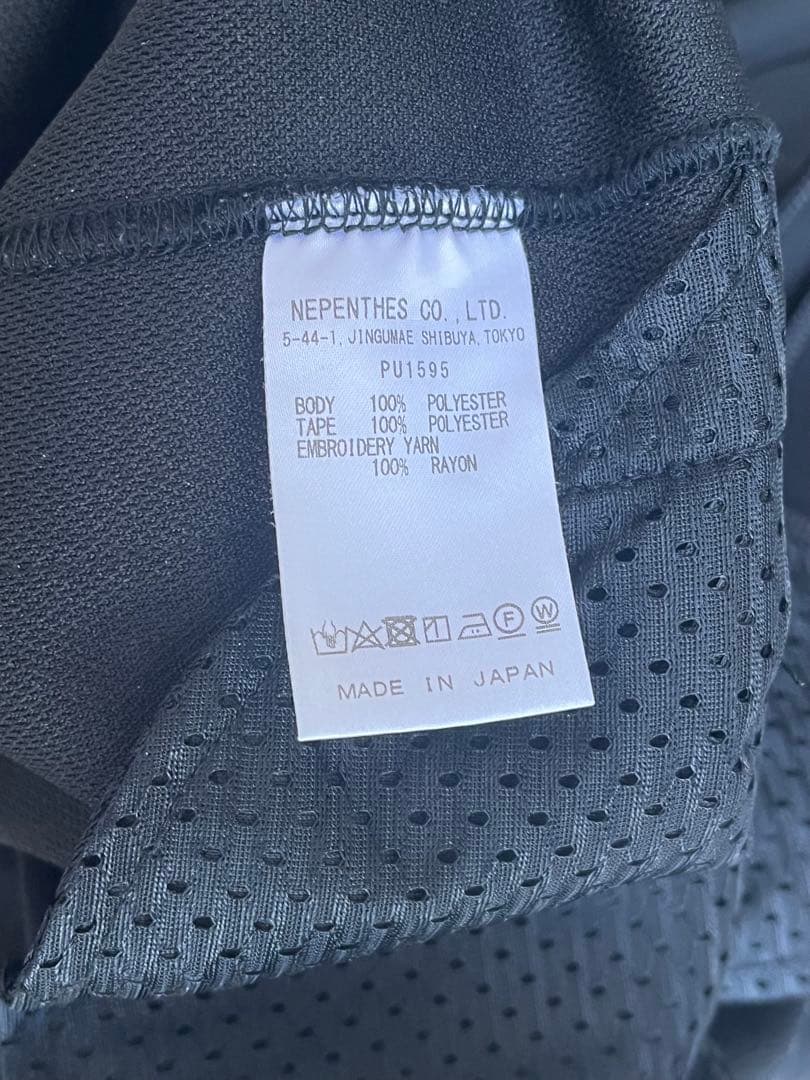 NEPENTHES CO.,LTD.
5-44-1, JINGUMAE SHIBUYA, TOKYO
PU1595
BODY 100% POLYESTER
TAPE 100% POLYESTER
EMBROIDERY YARN
100% RAYON
F W
MADE IN JAPAN